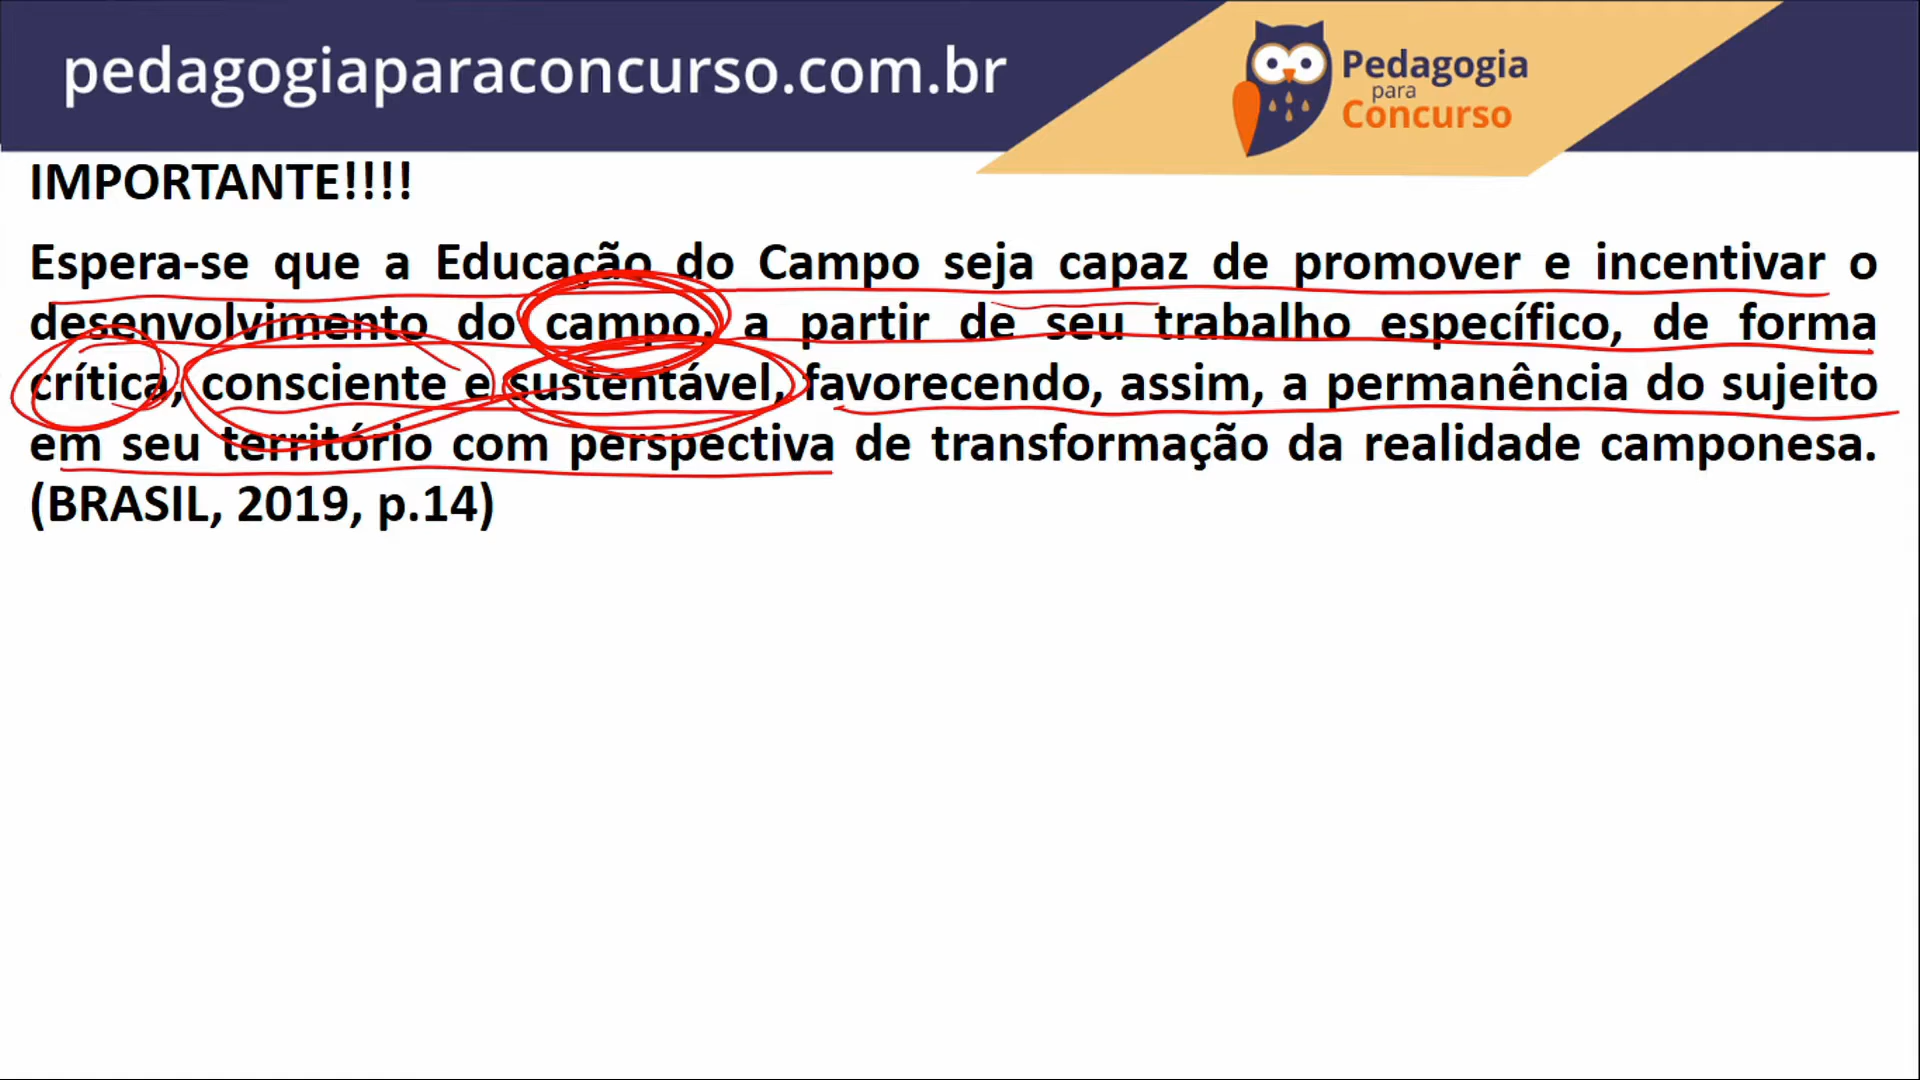 pedagogiaparaconcurso.com.br
Pedagogia
para
Concurso
IMPORTANTE!!!!
Espera-se que a Educação do Campo seja capaz de promover e incentivar o
desenvolvimento do campo, a partir de seu trabalho específico, de forma
crítica, consciente e sustentável, favorecendo, assim, a permanência do sujeito
em seu território com perspectiva de transformação da realidade camponesa.
(BRASIL, 2019, p.14)